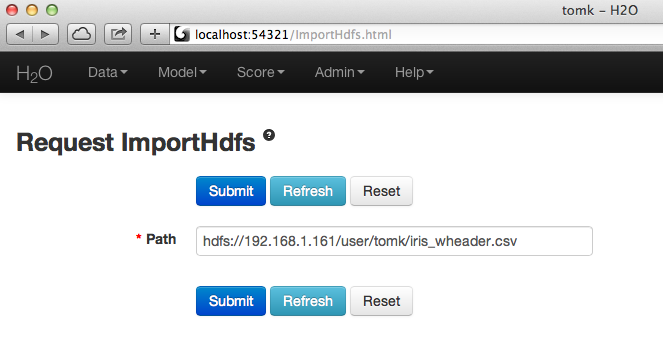 tomk – H2O
localhost:54321/ImportHdfs.html
H2O Data Model Score Admin Help
Request ImportHdfs ?
Submit Refresh Reset
* Path hdfs://192.168.1.161/user/tomk/iris_wheader.csv
Submit Refresh Reset